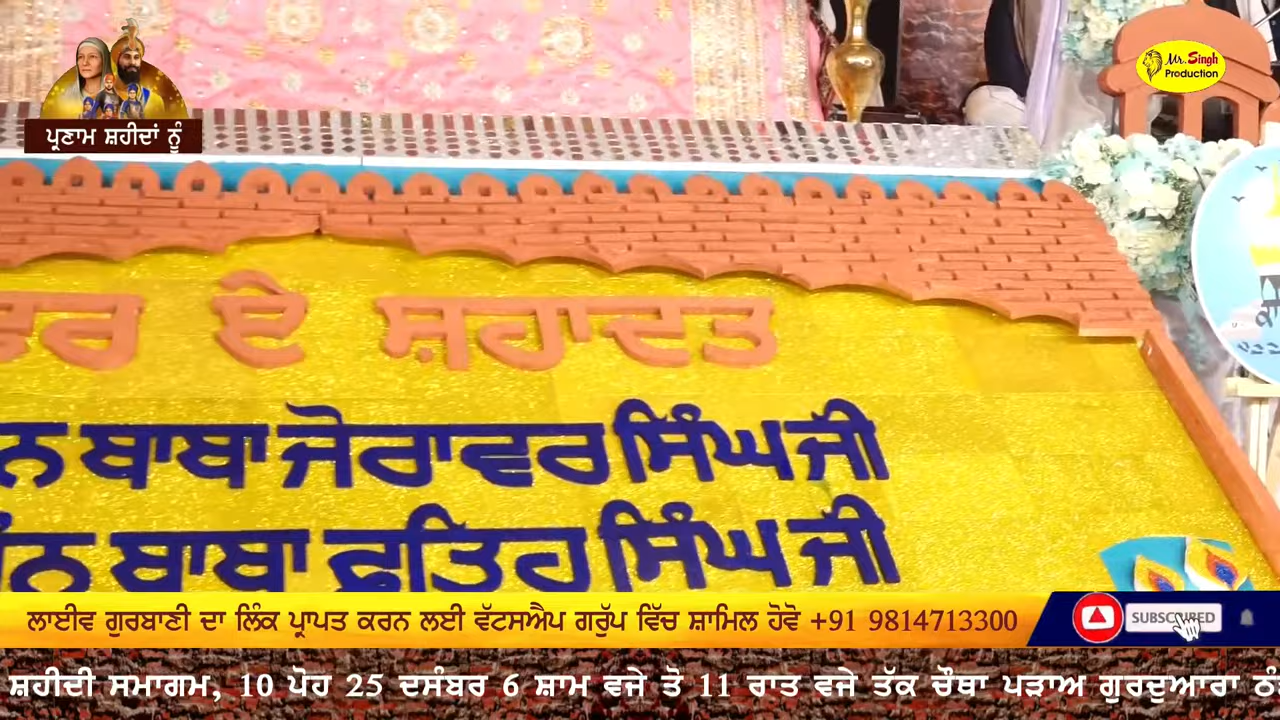 Mr. Singh
Production
ਪ੍ਰਣਾਮ ਸ਼ਹੀਦਾਂ ਨੂੰ
ਏ ਸ਼ਹਾਦਤ
ਬਾਬਾ ਜੋਰਾਵਰ ਸਿੰਘ ਜੀ
ਬਾਬਾ ਫਤਿਹ ਸਿੰਘ ਜੀ
ਲਾਈਵ ਗੁਰਬਾਣੀ ਦਾ ਲਿੰਕ ਪ੍ਰਾਪਤ ਕਰਨ ਲਈ ਵੱਟਸਐਪ ਗਰੁੱਪ ਵਿੱਚ ਸ਼ਾਮਿਲ ਹੋਵੋ +91 9814713300
SUBSCRIBED
ਸ਼ਹੀਦੀ ਸਮਾਗਮ, 10 ਪੋਹ 25 ਦਸੰਬਰ 6 ਸ਼ਾਮ ਵਜੇ ਤੋ 11 ਰਾਤ ਵਜੇ ਤੱਕ ਚੌਥਾ ਪੜਾਅ ਗੁਰਦੁਆਰਾ